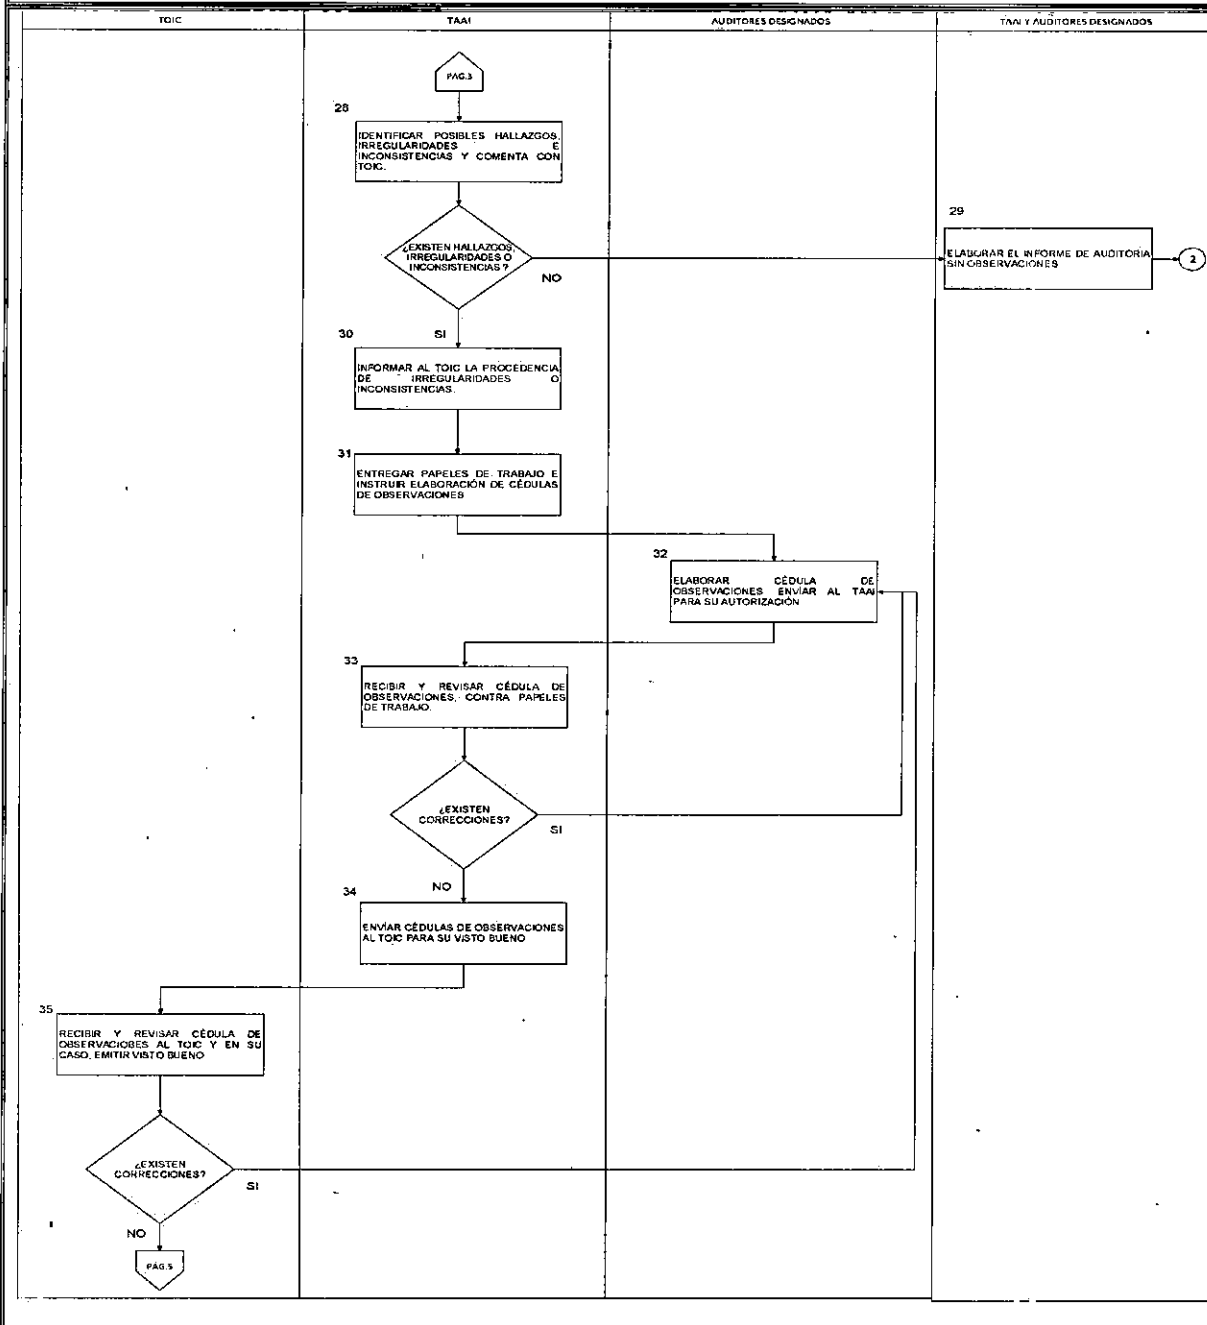 TOIC
TAAI
AUDITORES DESIGNADOS
TAAI Y AUDITORES DESIGNADOS
PÁG.3
28
IDENTIFICAR POSIBLES HALLAZGOS,
IRREGULARIDADES E
INCONSISTENCIAS Y COMENTA CON
TOIC.
¿EXISTEN HALLAZGOS,
IRREGULARIDADES O
INCONSISTENCIAS ?
NO
29
ELABORAR EL INFORME DE AUDITORÍA
SIN OBSERVACIONES
2
SI
30
INFORMAR AL TOIC LA PROCEDENCIA
DE IRREGULARIDADES O
INCONSISTENCIAS.
31
ENTREGAR PAPELES DE TRABAJO E
INSTRUIR ELABORACIÓN DE CÉDULAS
DE OBSERVACIONES
32
ELABORAR CÉDULA DE
OBSERVACIONES ENVÍAR AL TAAI
PARA SU AUTORIZACIÓN
33
RECIBIR Y REVISAR CÉDULA DE
OBSERVACIONES, CONTRA PAPELES
DE TRABAJO.
¿EXISTEN
CORRECCIONES?
SI
NO
34
ENVÍAR CÉDULAS DE OBSERVACIONES
AL TOIC PARA SU VISTO BUENO
35
RECIBIR Y REVISAR CÉDULA DE
OBSERVACIOBES AL TOIC Y EN SU
CASO, EMITIR VISTO BUENO
¿EXISTEN
CORRECCIONES?
SI
NO
PÁG.5